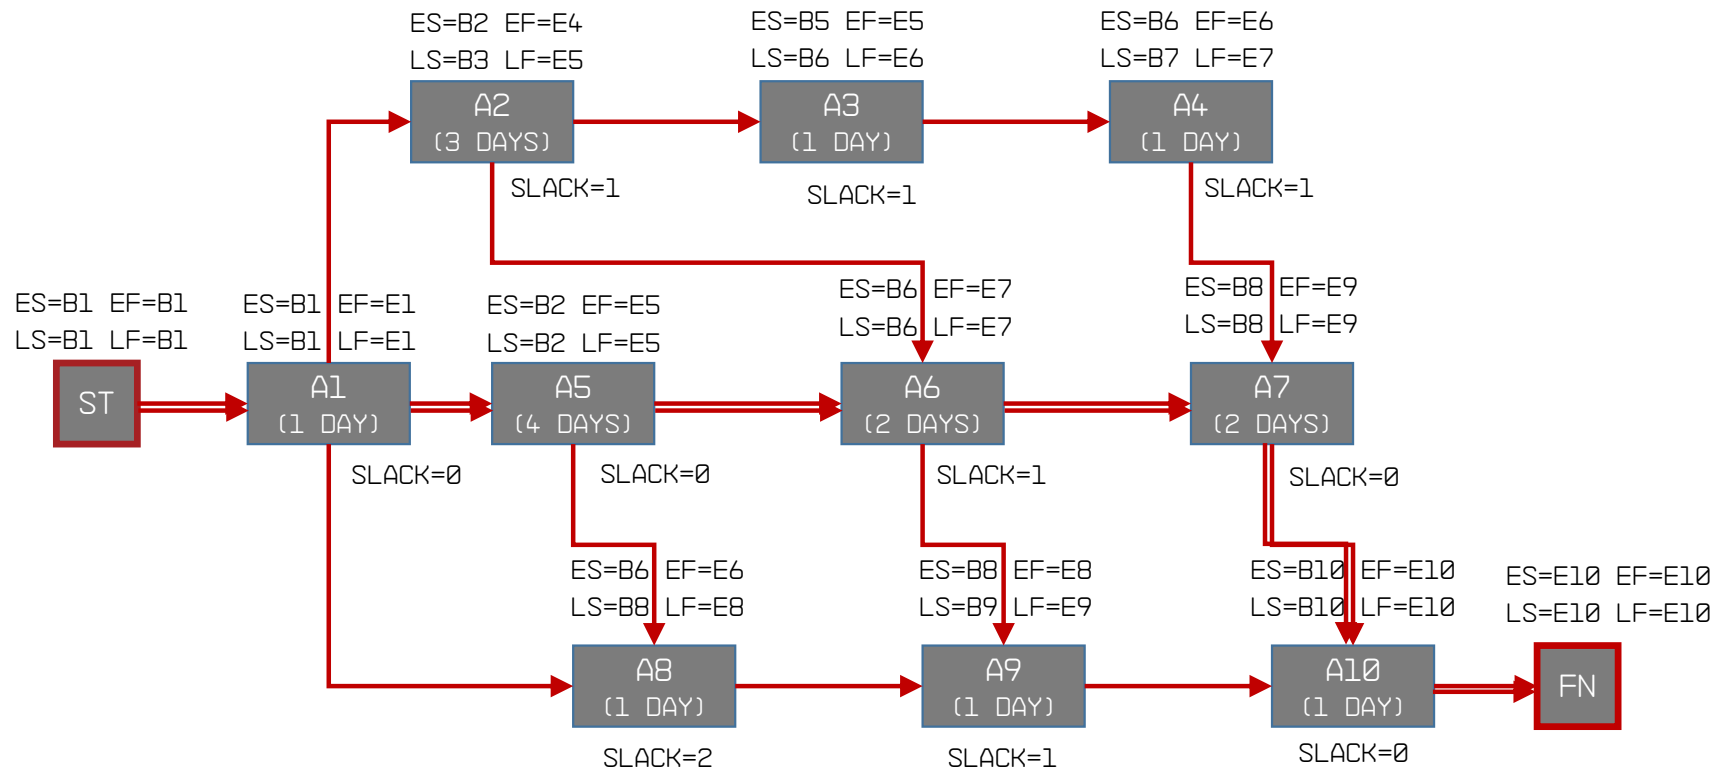 ES=B2 EF=E4
LS=B3 LF=E5
A2
(3 DAYS)
SLACK=1
ES=B5 EF=E5
LS=B6 LF=E6
A3
(1 DAY)
SLACK=1
ES=B6 EF=E6
LS=B7 LF=E7
A4
(1 DAY)
SLACK=1
ES=B1 EF=B1
LS=B1 LF=B1
ST
ES=B1 EF=E1
LS=B1 LF=E1
A1
(1 DAY)
SLACK=0
ES=B2 EF=E5
LS=B2 LF=E5
A5
(4 DAYS)
SLACK=0
ES=B6 EF=E7
LS=B6 LF=E7
A6
(2 DAYS)
SLACK=1
ES=B8 EF=E9
LS=B8 LF=E9
A7
(2 DAYS)
SLACK=0
ES=B6 EF=E6
LS=B8 LF=E8
A8
(1 DAY)
SLACK=2
ES=B8 EF=E8
LS=B9 LF=E9
A9
(1 DAY)
SLACK=1
ES=B10 EF=E10
LS=B10 LF=E10
A10
(1 DAY)
SLACK=0
ES=E10 EF=E10
LS=E10 LF=E10
FN